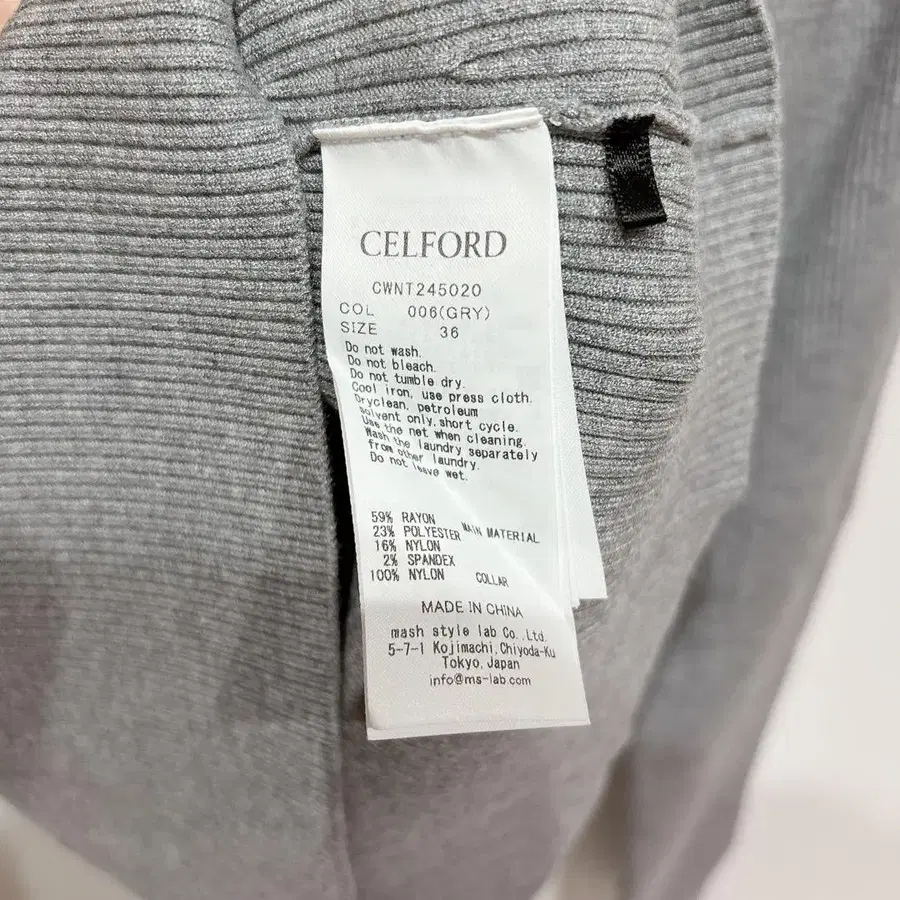 CELFORD
CWNT245020
COL 006(GRY)
SIZE 36
Do not wash.
Do not bleach.
Do not tumble dry.
Cool iron, use press cloth.
Dryclean, petroleum
solvent only,short cycle.
Use the net when cleaning.
Wash the laundry separately
from other laundry.
Do not leave wet.
59% RAYON MAIN MATERIAL
23% POLYESTER
16% NYLON
2% SPANDEX
100% NYLON COLLAR
MADE IN CHINA
mash style lab Co.,Ltd.
5-7-1 Kojimachi,Chiyoda-Ku
Tokyo,Japan
info@ms-lab.com